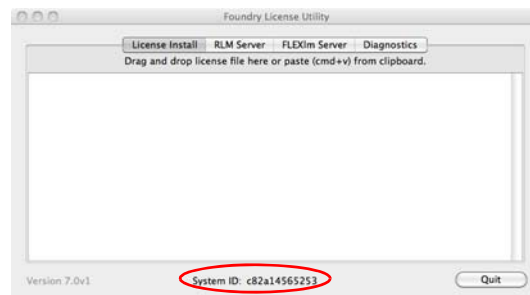 Foundry License Utility
License Install RLM Server FLEXlm Server Diagnostics
Drag and drop license file here or paste (cmd+v) from clipboard.
Version 7.0v1 System ID: c82a14565253 Quit